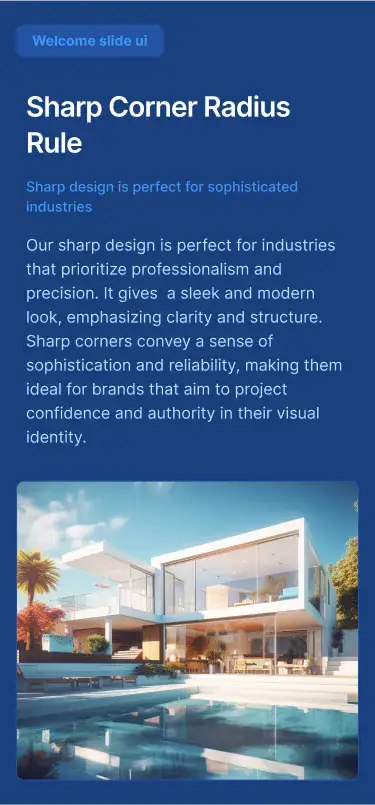 Welcome slide ui
Sharp Corner Radius
Rule
Sharp design is perfect for sophisticated
industries
Our sharp design is perfect for industries
that prioritize professionalism and
precision. It gives  a sleek and modern
look, emphasizing clarity and structure.
Sharp corners convey a sense of
sophistication and reliability, making them
ideal for brands that aim to project
confidence and authority in their visual
identity.